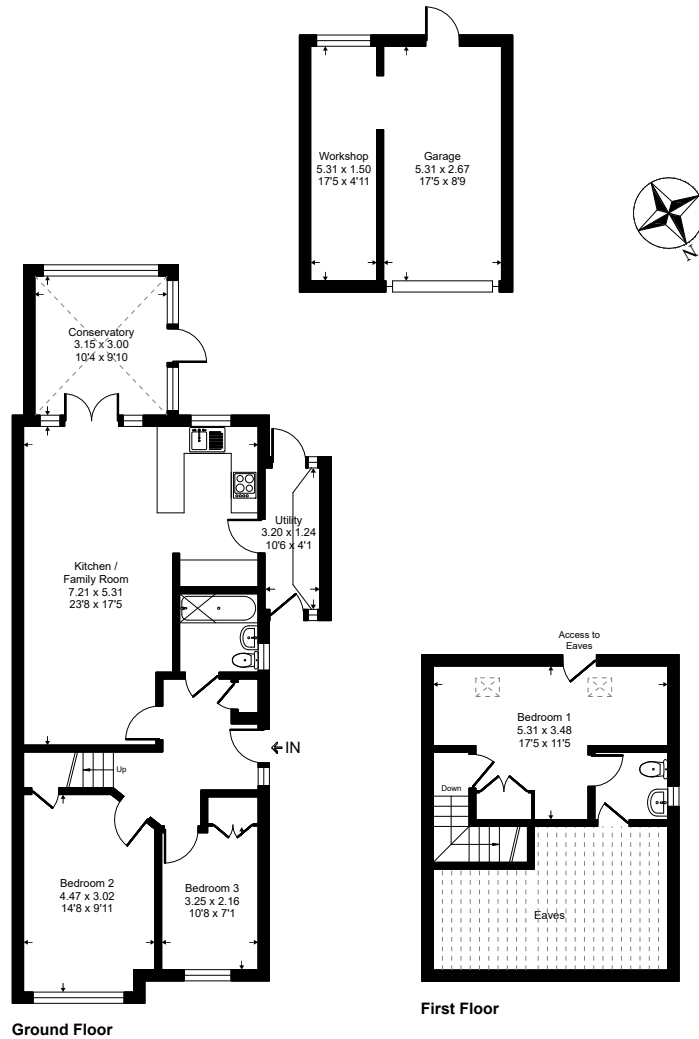 Workshop
5.31 x 1.50
17'5 x 4'11
Garage
5.31 x 2.67
17'5 x 8'9
N
Conservatory
3.15 x 3.00
10'4 x 9'10
Utility
3.20 x 1.24
10'6 x 4'1
Kitchen /
Family Room
7.21 x 5.31
23'8 x 17'5
IN
Up
Bedroom 2
4.47 x 3.02
14'8 x 9'11
Bedroom 3
3.25 x 2.16
10'8 x 7'1
Ground Floor
Access to
Eaves
Bedroom 1
5.31 x 3.48
17'5 x 11'5
Down
Eaves
First Floor